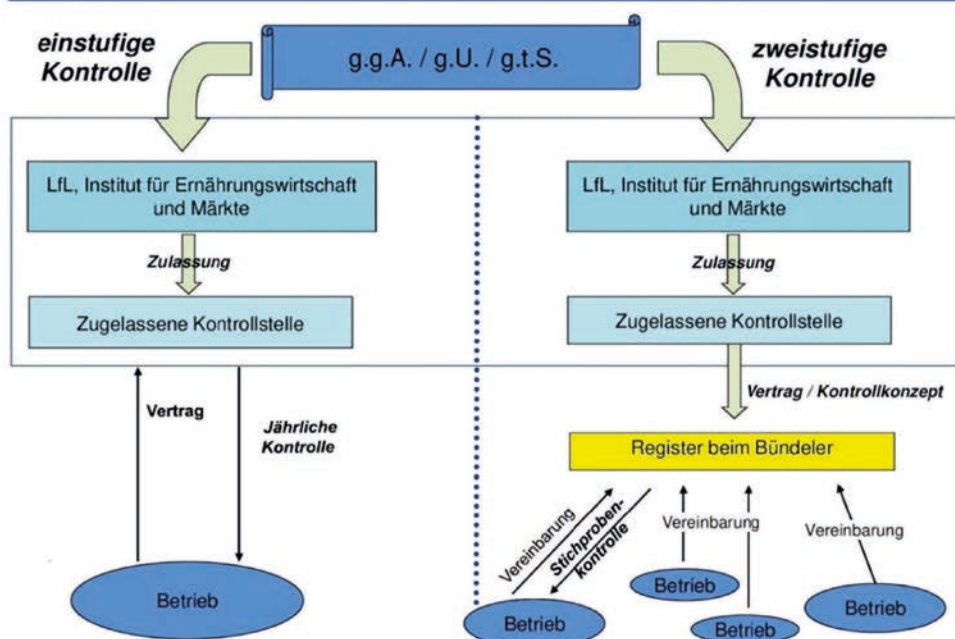 einstufige
Kontrolle
g.g.A. / g.U. / g.t.S.
zweistufige
Kontrolle
LfL, Institut für Ernährungswirtschaft
und Märkte
Zulassung
Zugelassene Kontrollstelle
Vertrag
Jährliche
Kontrolle
Betrieb
LfL, Institut für Ernährungswirtschaft
und Märkte
Zulassung
Zugelassene Kontrollstelle
Vertrag / Kontrollkonzept
Register beim Bündeler
Vereinbarung
Stichproben-
kontrolle
Vereinbarung
Vereinbarung
Betrieb
Betrieb
Betrieb
Betrieb